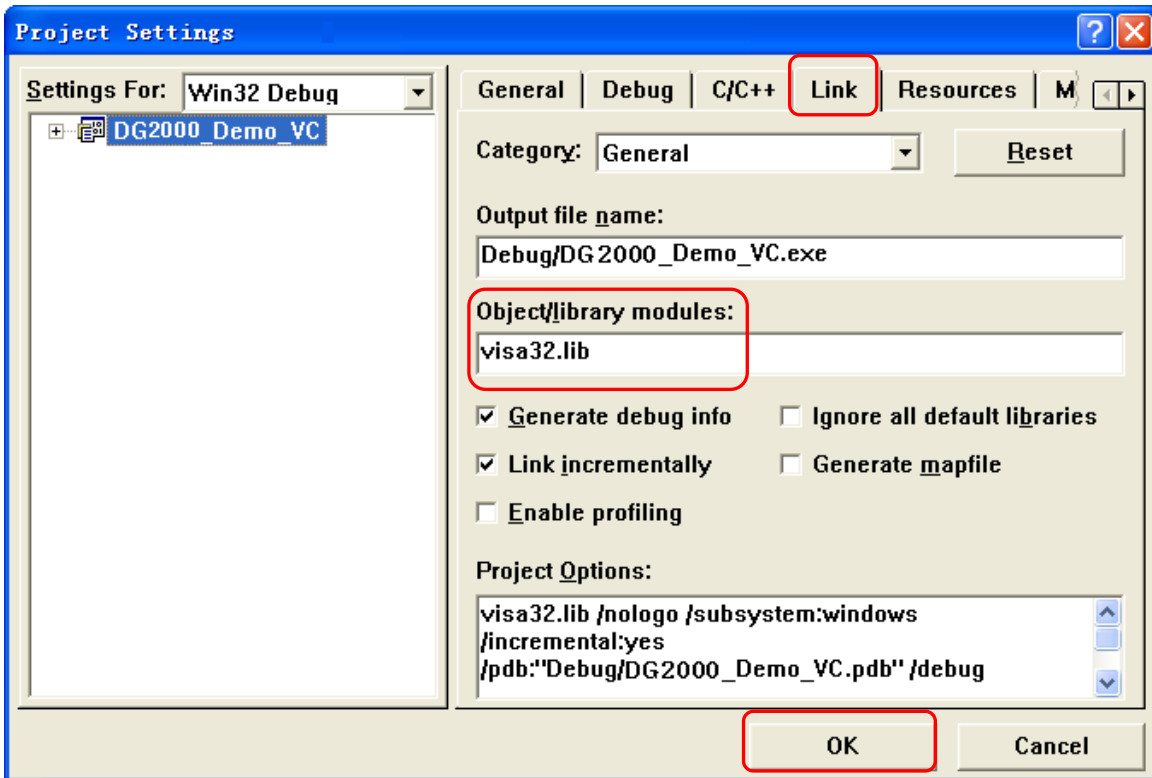 Project Settings
Settings For: Win32 Debug
DG2000_Demo_VC
General Debug C/C++ Link Resources M
Category: General Reset
Output file name:
Debug/DG2000_Demo_VC.exe
Object/library modules:
visa32.lib
Generate debug info Ignore all default libraries
Link incrementally Generate mapfile
Enable profiling
Project Options:
visa32.lib /nologo /subsystem:windows
/incremental:yes
/pdb:"Debug/DG2000_Demo_VC.pdb" /debug
OK Cancel